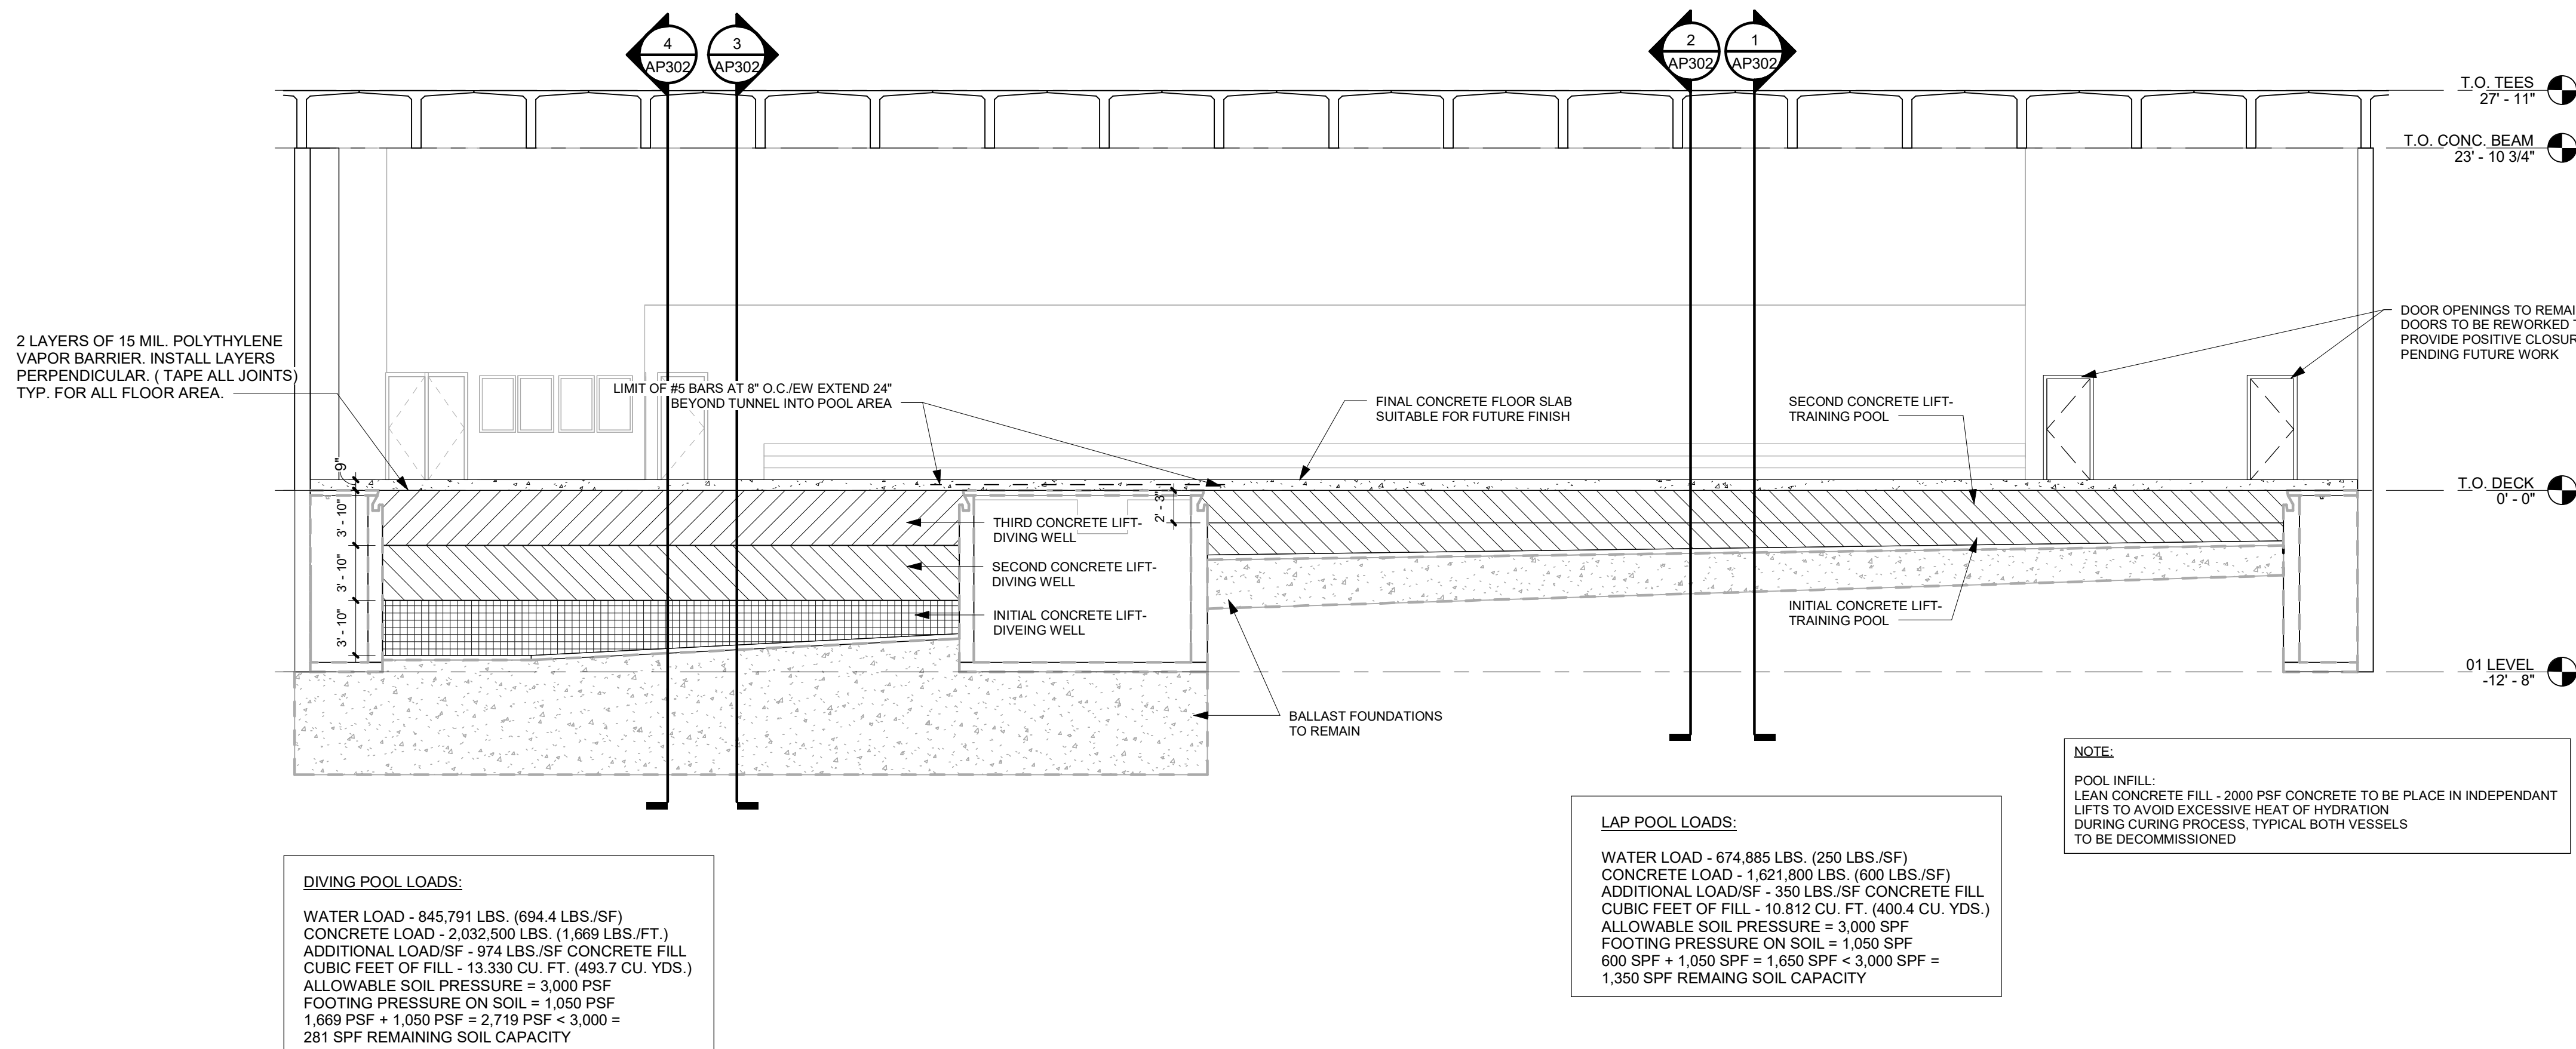 4
AP302
3
AP302
2
AP302
1
AP302
T.O. TEES
27' - 11"
T.O. CONC. BEAM
23' - 10 3/4"
2 LAYERS OF 15 MIL. POLYTHYLENE
VAPOR BARRIER. INSTALL LAYERS
PERPENDICULAR. ( TAPE ALL JOINTS)
TYP. FOR ALL FLOOR AREA.
LIMIT OF #5 BARS AT 8" O.C./EW EXTEND 24"
BEYOND TUNNEL INTO POOL AREA
FINAL CONCRETE FLOOR SLAB
SUITABLE FOR FUTURE FINISH
SECOND CONCRETE LIFT-
TRAINING POOL
DOOR OPENINGS TO REMAI
DOORS TO BE REWORKED
PROVIDE POSITIVE CLOSUR
PENDING FUTURE WORK
9"
3' - 10"
3' - 10"
3' - 10"
2' - 3"
T.O. DECK
0' - 0"
THIRD CONCRETE LIFT-
DIVING WELL
SECOND CONCRETE LIFT-
DIVING WELL
INITIAL CONCRETE LIFT-
DIVEING WELL
INITIAL CONCRETE LIFT-
TRAINING POOL
01 LEVEL
-12' - 8"
BALLAST FOUNDATIONS
TO REMAIN
NOTE:
POOL INFILL:
LEAN CONCRETE FILL - 2000 PSF CONCRETE TO BE PLACE IN INDEPENDANT
LIFTS TO AVOID EXCESSIVE HEAT OF HYDRATION
DURING CURING PROCESS, TYPICAL BOTH VESSELS
TO BE DECOMMISSIONED
LAP POOL LOADS:
WATER LOAD - 674,885 LBS. (250 LBS./SF)
CONCRETE LOAD - 1,621,800 LBS. (600 LBS./SF)
ADDITIONAL LOAD/SF - 350 LBS./SF CONCRETE FILL
CUBIC FEET OF FILL - 10.812 CU. FT. (400.4 CU. YDS.)
ALLOWABLE SOIL PRESSURE = 3,000 SPF
FOOTING PRESSURE ON SOIL = 1,050 SPF
600 SPF + 1,050 SPF = 1,650 SPF < 3,000 SPF =
1,350 SPF REMAING SOIL CAPACITY
DIVING POOL LOADS:
WATER LOAD - 845,791 LBS. (694.4 LBS./SF)
CONCRETE LOAD - 2,032,500 LBS. (1,669 LBS./FT.)
ADDITIONAL LOAD/SF - 974 LBS./SF CONCRETE FILL
CUBIC FEET OF FILL - 13.330 CU. FT. (493.7 CU. YDS.)
ALLOWABLE SOIL PRESSURE = 3,000 PSF
FOOTING PRESSURE ON SOIL = 1,050 PSF
1,669 PSF + 1,050 PSF = 2,719 PSF < 3,000 =
281 SPF REMAINING SOIL CAPACITY